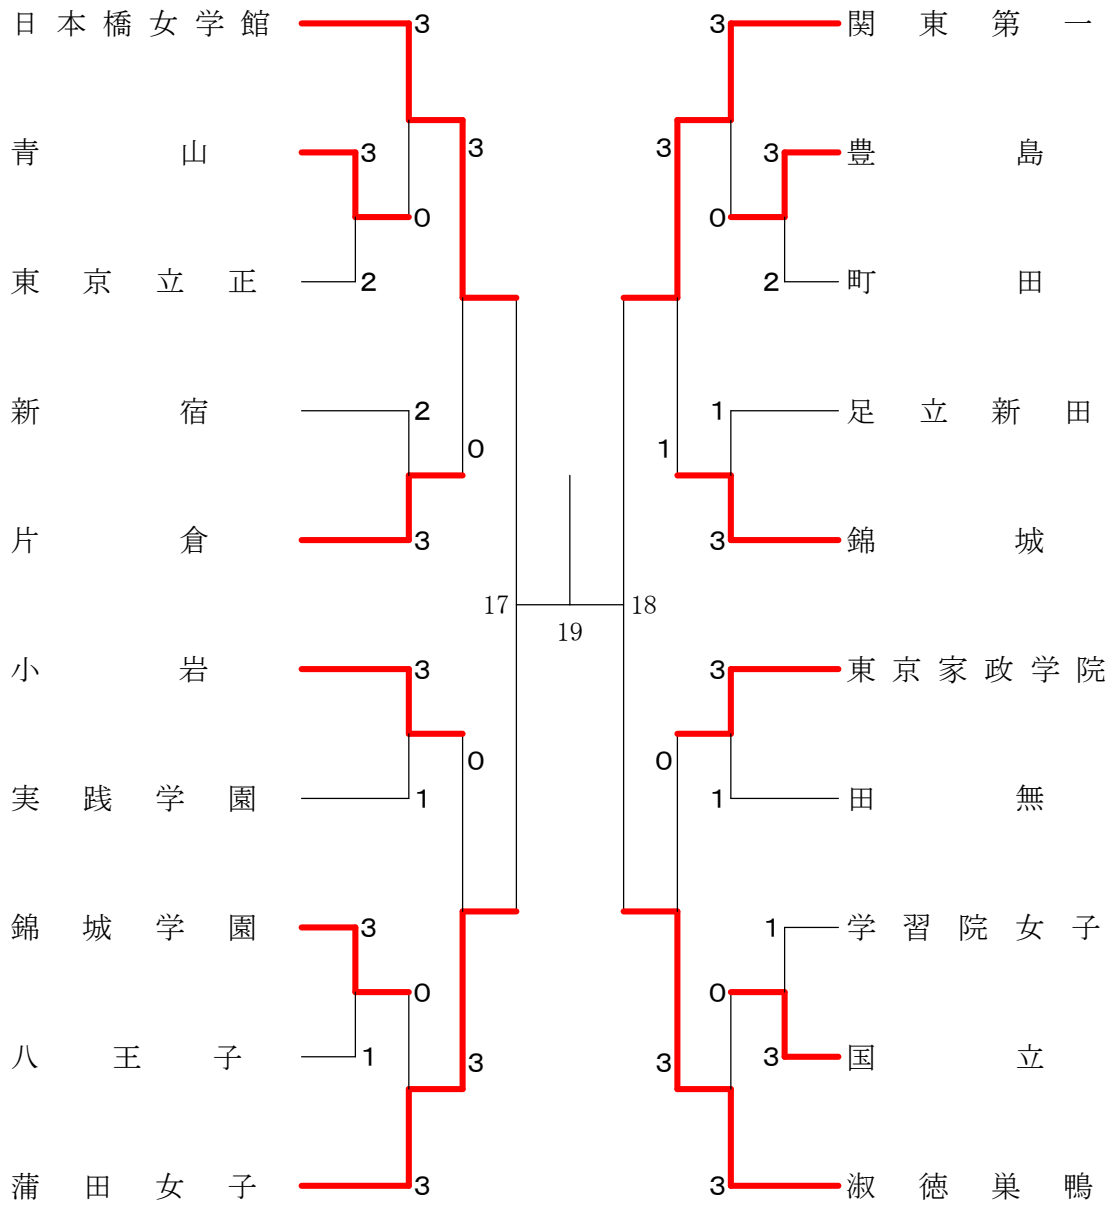 日本橋女学館 3 3 関東第一
3 3
青山 3 3 豊島
0 0
東京立正 2 2 町田
新宿 2 1 足立新田
0 1
片倉 3 3 錦城
17 18
19
小岩 3 3 東京家政学院
0 0
実践学園 1 1 田無
錦城学園 3 1 学習院女子
0 0
八王子 1 3 国立
3 3
蒲田女子 3 3 淑徳巣鴨